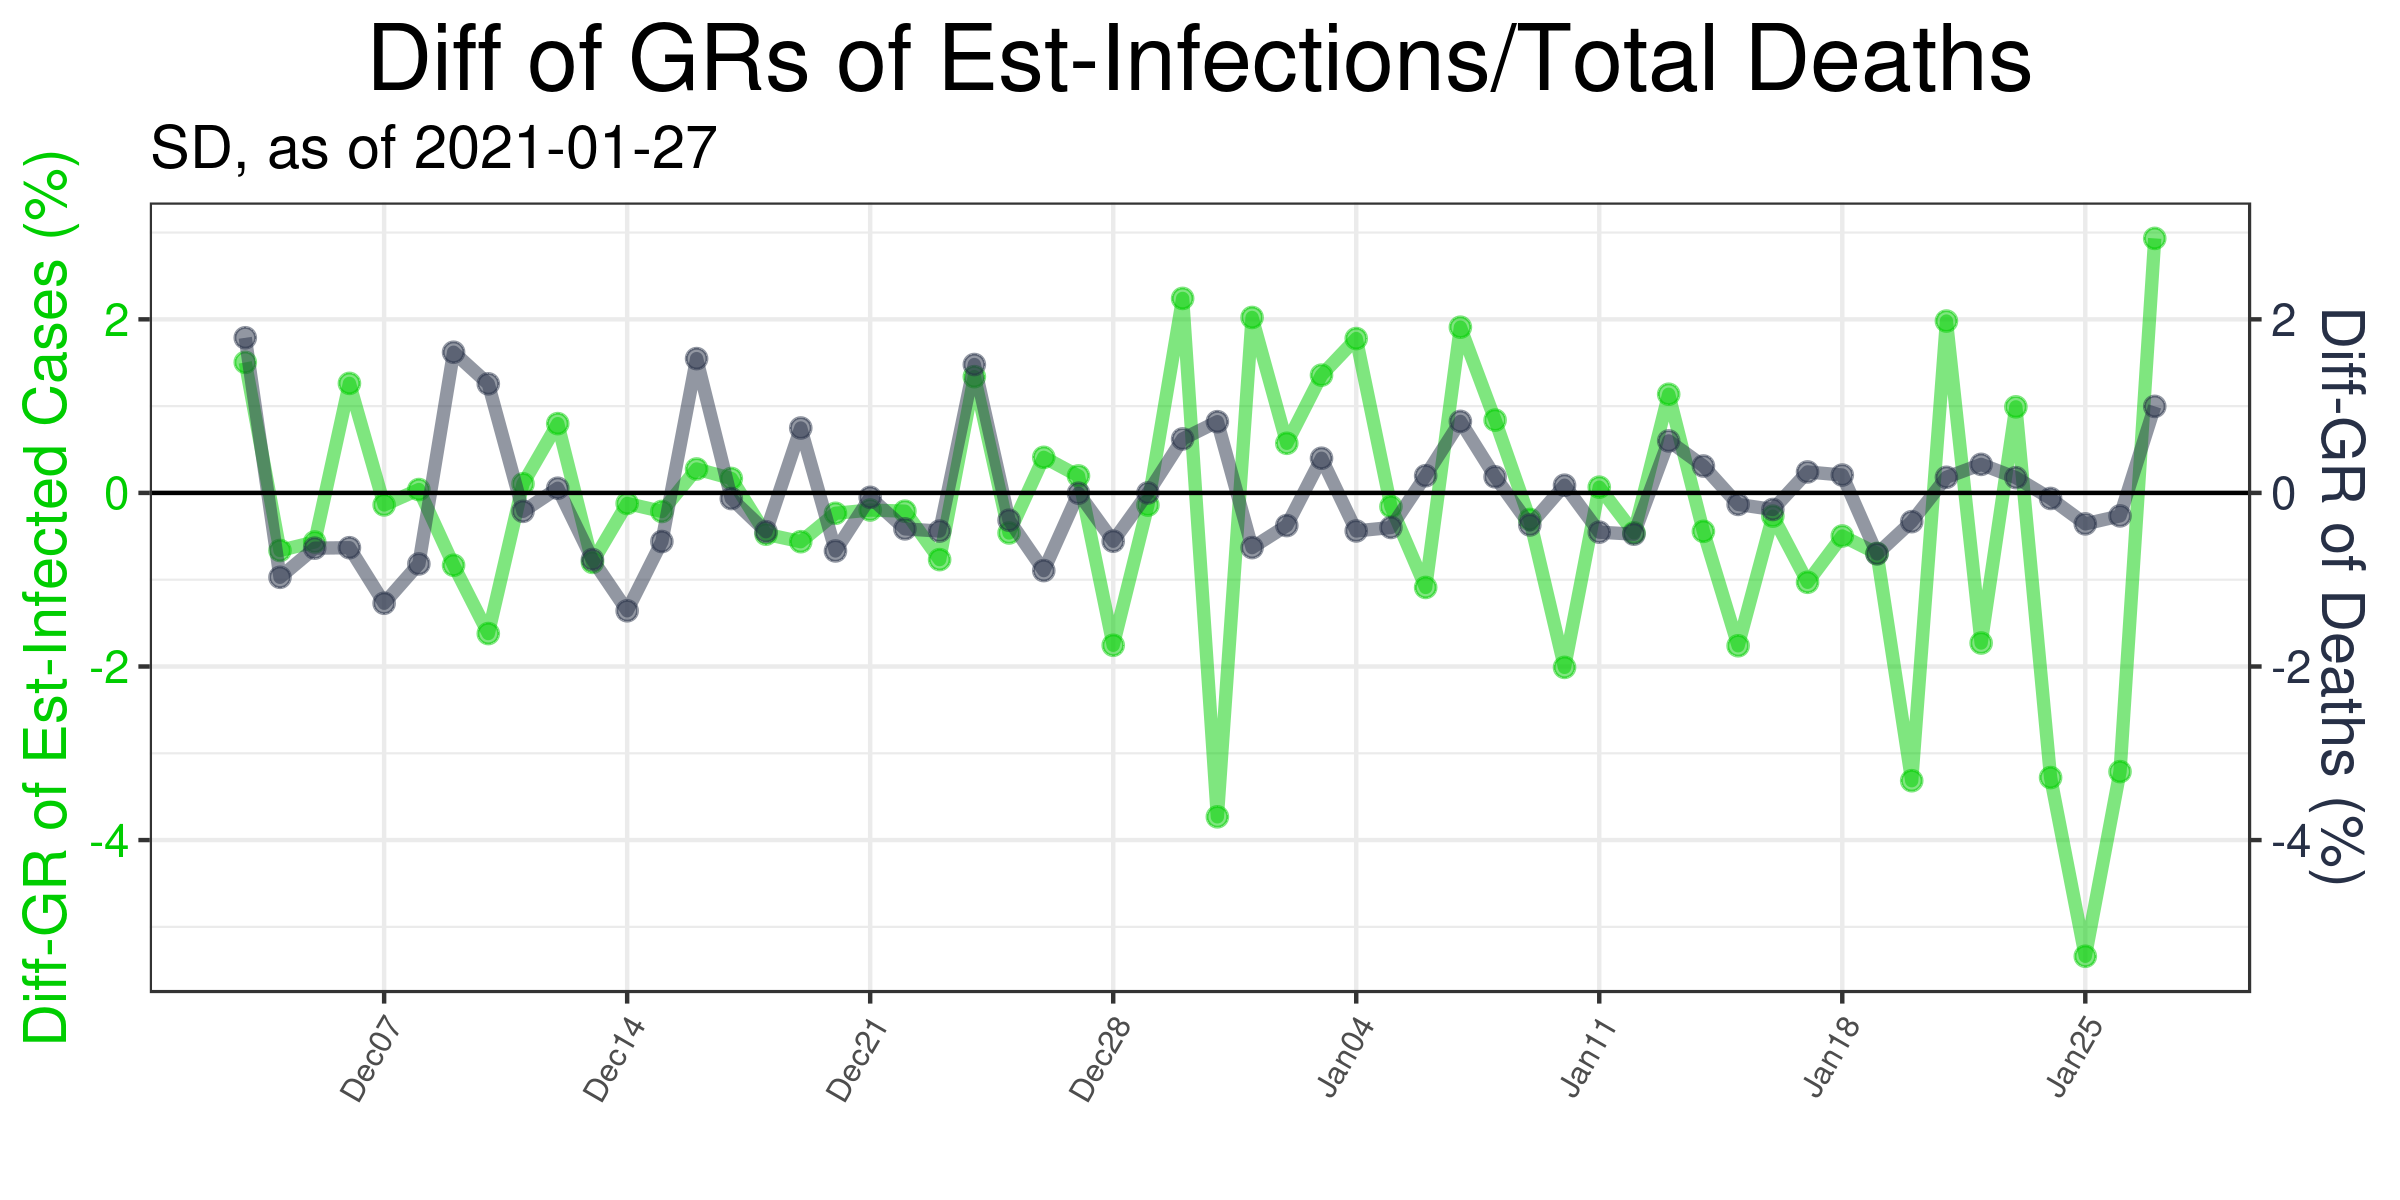 Diff of GRs of Est-Infections/Total Deaths
SD, as of 2021-01-27
Diff-GR of Est-Infected Cases (%)
2
0
-2
-4
2
0
-2
-4
Diff-GR of Deaths (%)
Dec07
Dec14
Dec21
Dec28
Jan04
Jan11
Jan18
Jan25